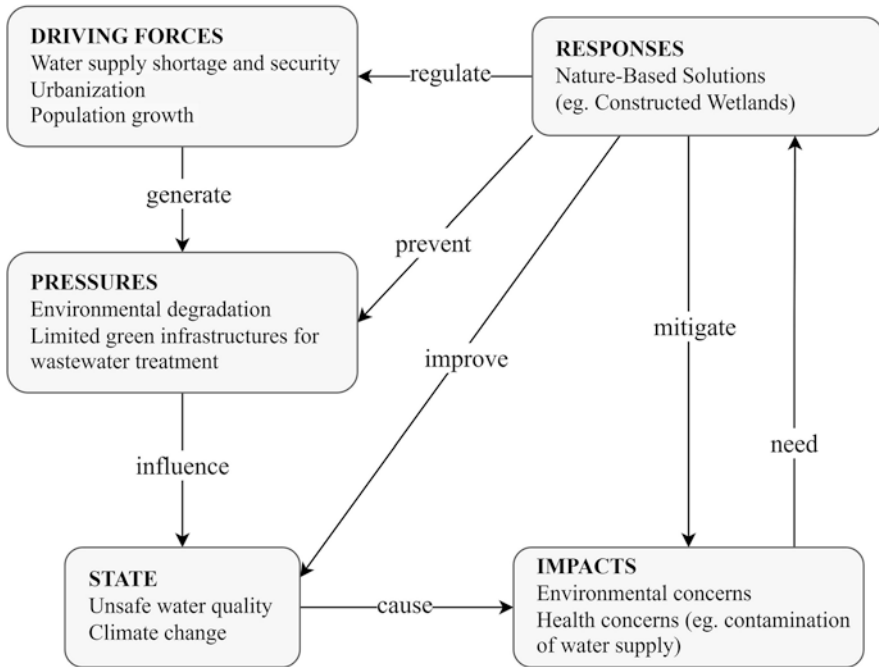 DRIVING FORCES
Water supply shortage and security
Urbanization
Population growth
regulate
RESPONSES
Nature-Based Solutions
(eg. Constructed Wetlands)
generate
prevent
PRESSURES
Environmental degradation
Limited green infrastructures for
wastewater treatment
improve
mitigate
need
influence
STATE
Unsafe water quality
Climate change
cause
IMPACTS
Environmental concerns
Health concerns (eg. contamination
of water supply)